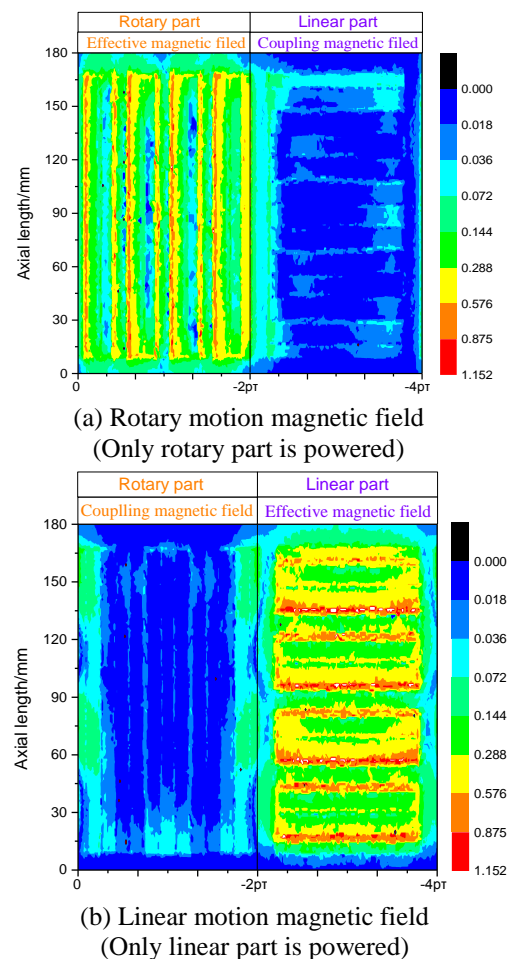 Rotary part Linear part
Effective magnetic filed Coupling magnetic filed
180
150
120
90
60
30
0
Axial length/mm
0 -2pτ -4pτ
0.000
0.018
0.036
0.072
0.144
0.288
0.576
0.875
1.152
(a) Rotary motion magnetic field
(Only rotary part is powered)
Rotary part Linear part
Couplling magnetic field Effective magnetic field
180
150
120
90
60
30
0
Axial length/mm
0 -2pτ -4pτ
0.000
0.018
0.036
0.072
0.144
0.288
0.576
0.875
1.152
(b) Linear motion magnetic field
(Only linear part is powered)